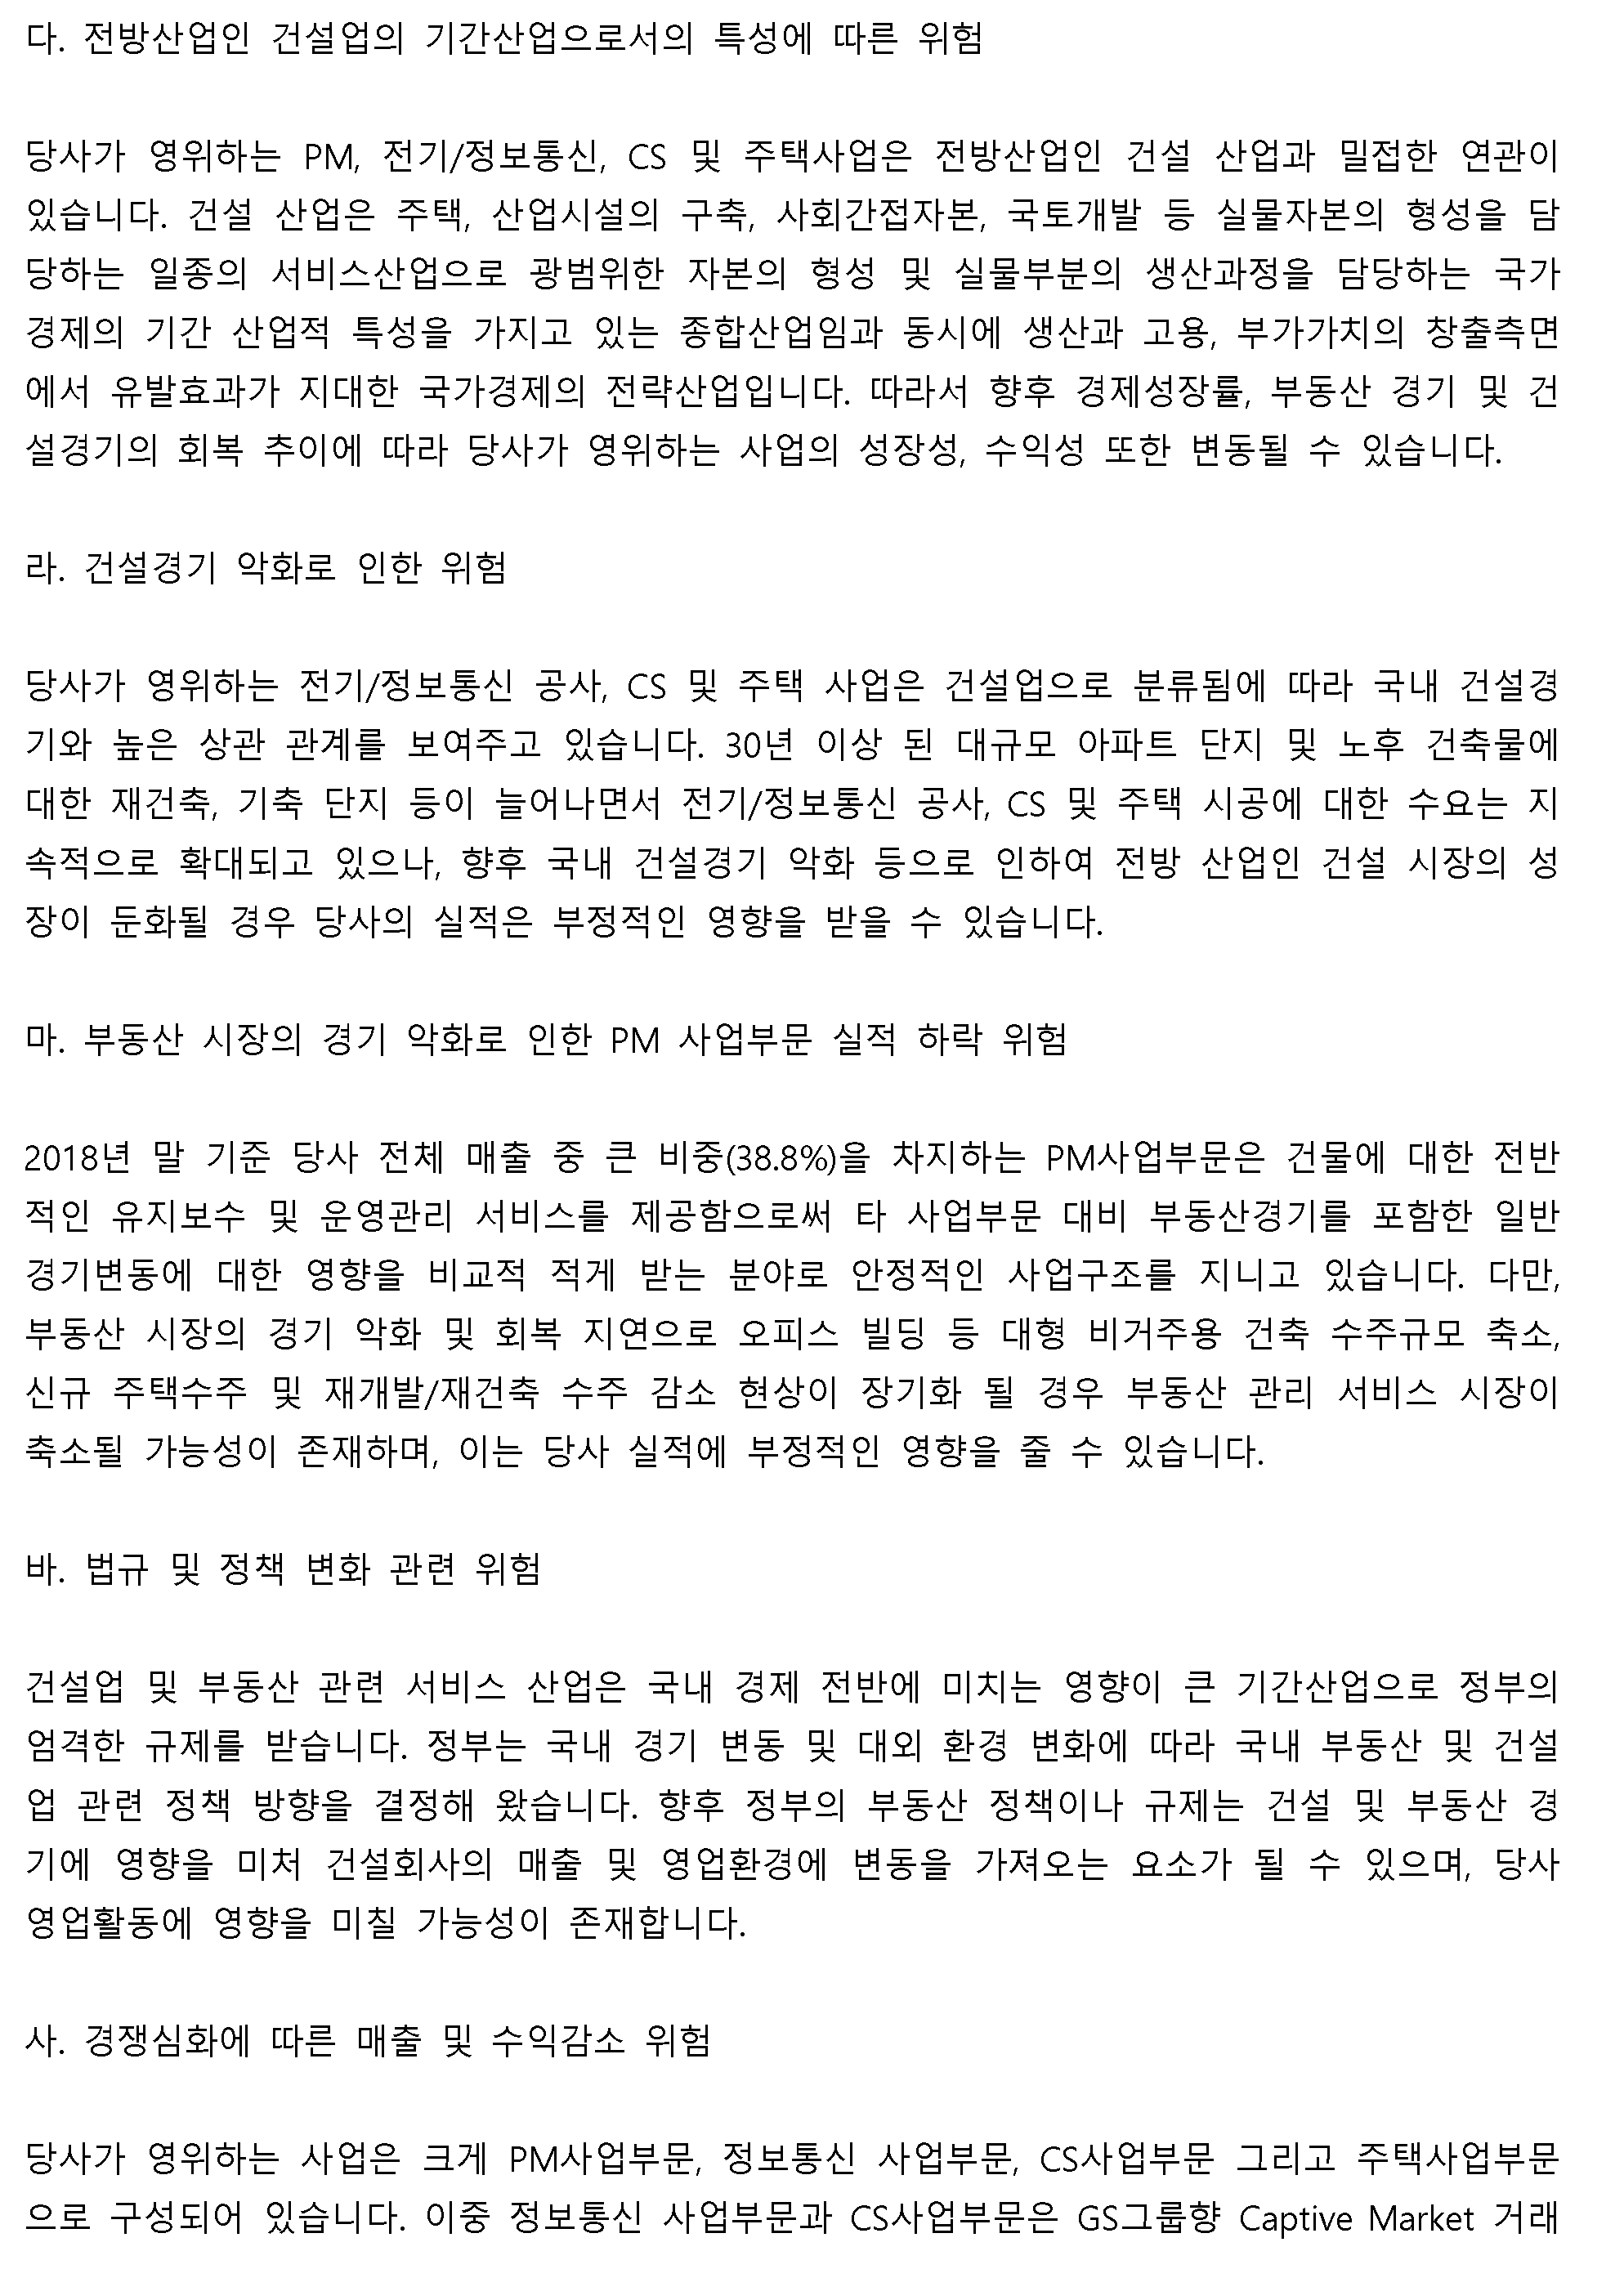 다. 전방산업인 건설업의 기간산업으로서의 특성에 따른 위험
당사가 영위하는 PM, 전기/정보통신, CS 및 주택사업은 전방산업인 건설 산업과 밀접한 연관이
있습니다. 건설 산업은 주택, 산업시설의 구축, 사회간접자본, 국토개발 등 실물자본의 형성을 담
당하는 일종의 서비스산업으로 광범위한 자본의 형성 및 실물부분의 생산과정을 담당하는 국가
경제의 기간 산업적 특성을 가지고 있는 종합산업임과 동시에 생산과 고용, 부가가치의 창출측면
에서 유발효과가 지대한 국가경제의 전략산업입니다. 따라서 향후 경제성장률, 부동산 경기 및 건
설경기의 회복 추이에 따라 당사가 영위하는 사업의 성장성, 수익성 또한 변동될 수 있습니다.
라. 건설경기 악화로 인한 위험
당사가 영위하는 전기/정보통신 공사, CS 및 주택 사업은 건설업으로 분류됨에 따라 국내 건설경
기와 높은 상관 관계를 보여주고 있습니다. 30년 이상 된 대규모 아파트 단지 및 노후 건축물에
대한 재건축, 기축 단지 등이 늘어나면서 전기/정보통신 공사, CS 및 주택 시공에 대한 수요는 지
속적으로 확대되고 있으나, 향후 국내 건설경기 악화 등으로 인하여 전방 산업인 건설 시장의 성
장이 둔화될 경우 당사의 실적은 부정적인 영향을 받을 수 있습니다.
마. 부동산 시장의 경기 악화로 인한 PM 사업부문 실적 하락 위험
2018년 말 기준 당사 전체 매출 중 큰 비중(38.8%)을 차지하는 PM사업부문은 건물에 대한 전반
적인 유지보수 및 운영관리 서비스를 제공함으로써 타 사업부문 대비 부동산경기를 포함한 일반
경기변동에 대한 영향을 비교적 적게 받는 분야로 안정적인 사업구조를 지니고 있습니다. 다만,
부동산 시장의 경기 악화 및 회복 지연으로 오피스 빌딩 등 대형 비거주용 건축 수주규모 축소,
신규 주택수주 및 재개발/재건축 수주 감소 현상이 장기화 될 경우 부동산 관리 서비스 시장이
축소될 가능성이 존재하며, 이는 당사 실적에 부정적인 영향을 줄 수 있습니다.
바. 법규 및 정책 변화 관련 위험
건설업 및 부동산 관련 서비스 산업은 국내 경제 전반에 미치는 영향이 큰 기간산업으로 정부의
엄격한 규제를 받습니다. 정부는 국내 경기 변동 및 대외 환경 변화에 따라 국내 부동산 및 건설
업 관련 정책 방향을 결정해 왔습니다. 향후 정부의 부동산 정책이나 규제는 건설 및 부동산 경
기에 영향을 미처 건설회사의 매출 및 영업환경에 변동을 가져오는 요소가 될 수 있으며, 당사
영업활동에 영향을 미칠 가능성이 존재합니다.
사. 경쟁심화에 따른 매출 및 수익감소 위험
당사가 영위하는 사업은 크게 PM사업부문, 정보통신 사업부문, CS사업부문 그리고 주택사업부문
으로 구성되어 있습니다. 이중 정보통신 사업부문과 CS사업부문은 GS그룹향 Captive Market 거래